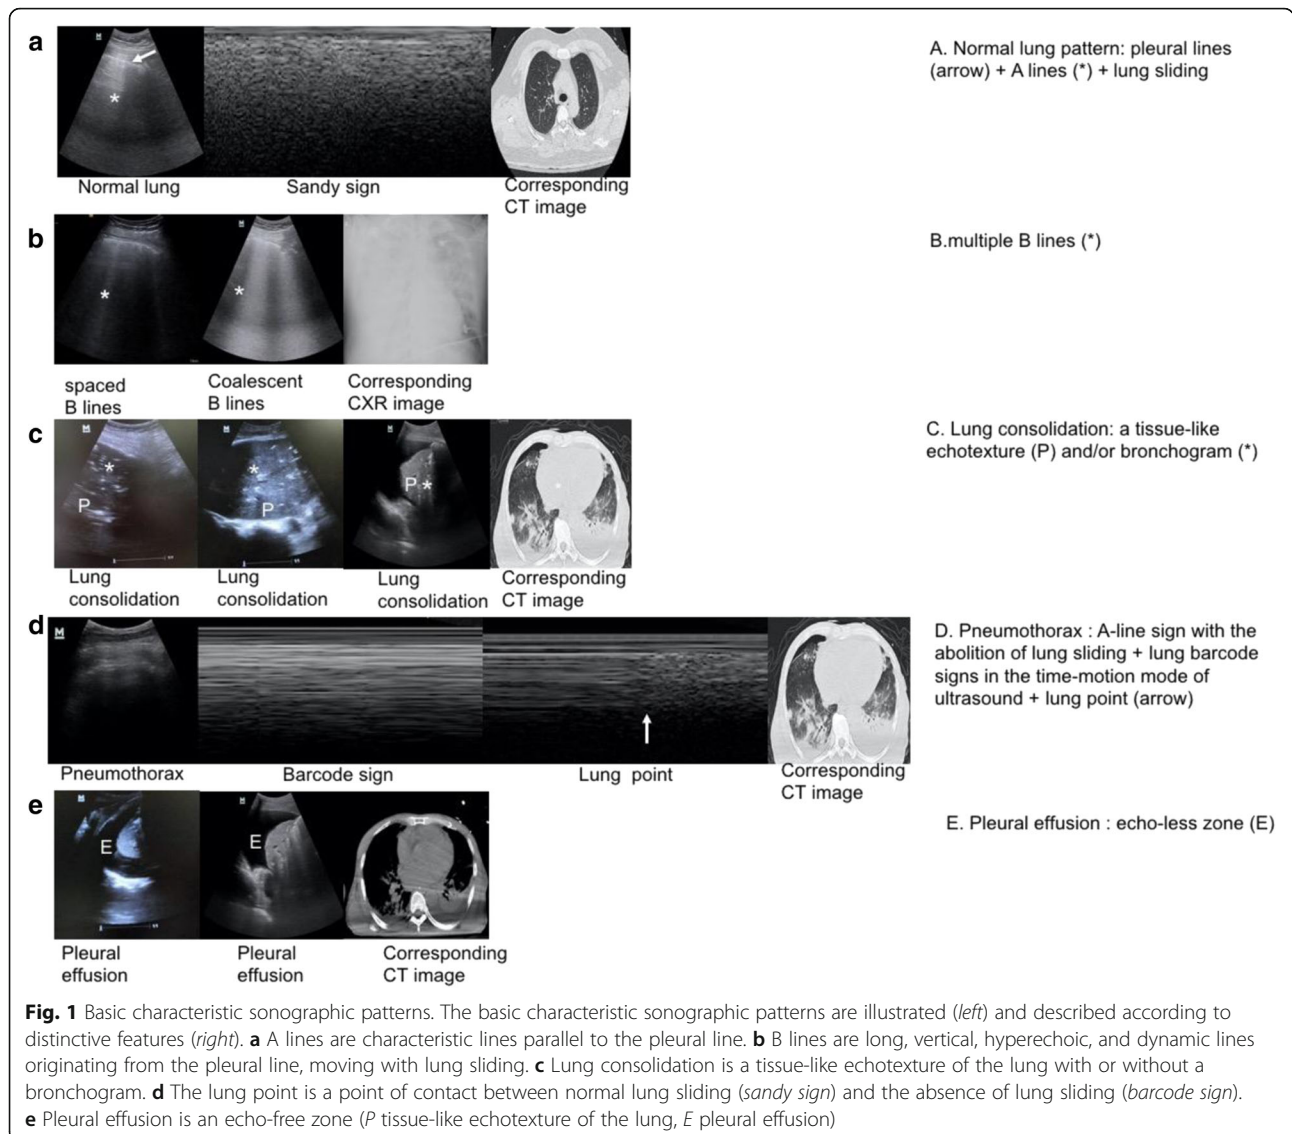 a
A. Normal lung pattern: pleural lines
(arrow) + A lines (*) + lung sliding
*
Normal lung
Sandy sign
Corresponding
CT image
b
B.multiple B lines (*)
*
*
spaced
B lines
Coalescent
B lines
Corresponding
CXR image
c
C. Lung consolidation: a tissue-like
echotexture (P) and/or bronchogram (*)
M
*
P
M
*
P
P *
Lung
consolidation
Lung
consolidation
Lung
consolidation
Corresponding
CT image
d
M
D. Pneumothorax : A-line sign with the
abolition of lung sliding + lung barcode
signs in the time-motion mode of
ultrasound + lung point (arrow)
Pneumothorax
Barcode sign
Lung point
Corresponding
CT image
e
E
E
E. Pleural effusion : echo-less zone (E)
Pleural
effusion
Pleural
effusion
Corresponding
CT image
Fig. 1 Basic characteristic sonographic patterns. The basic characteristic sonographic patterns are illustrated (left) and described according to
distinctive features (right). a A lines are characteristic lines parallel to the pleural line. b B lines are long, vertical, hyperechoic, and dynamic lines
originating from the pleural line, moving with lung sliding. c Lung consolidation is a tissue-like echotexture of the lung with or without a
bronchogram. d The lung point is a point of contact between normal lung sliding (sandy sign) and the absence of lung sliding (barcode sign).
e Pleural effusion is an echo-free zone (P tissue-like echotexture of the lung, E pleural effusion)